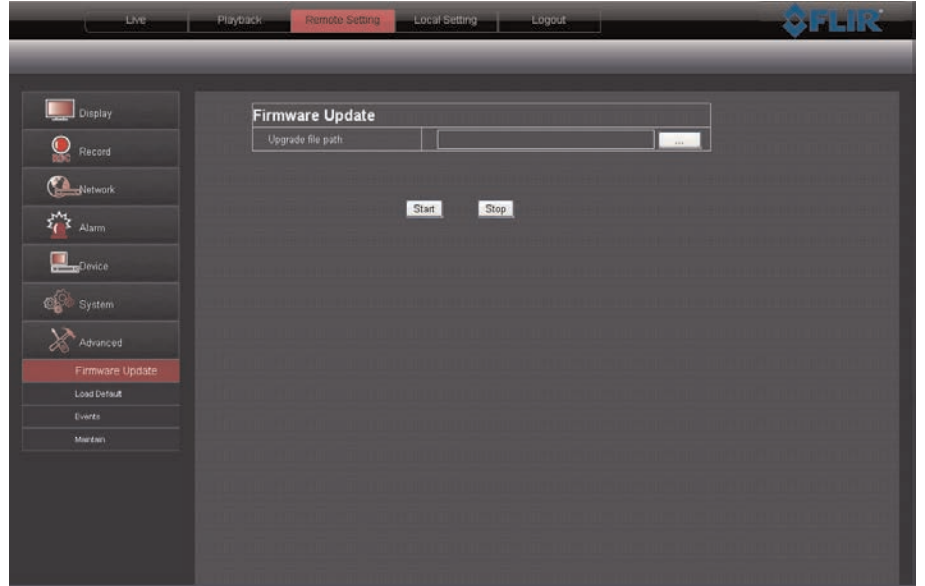 Live
Playback
Remote Setting
Local Setting
Logout
FLIR
Display
Record
REC
Network
Alarm
Device
System
Advanced
Firmware Update
Load Default
Events
Maintain
Firmware Update
Upgrade file path
...
Start
Stop